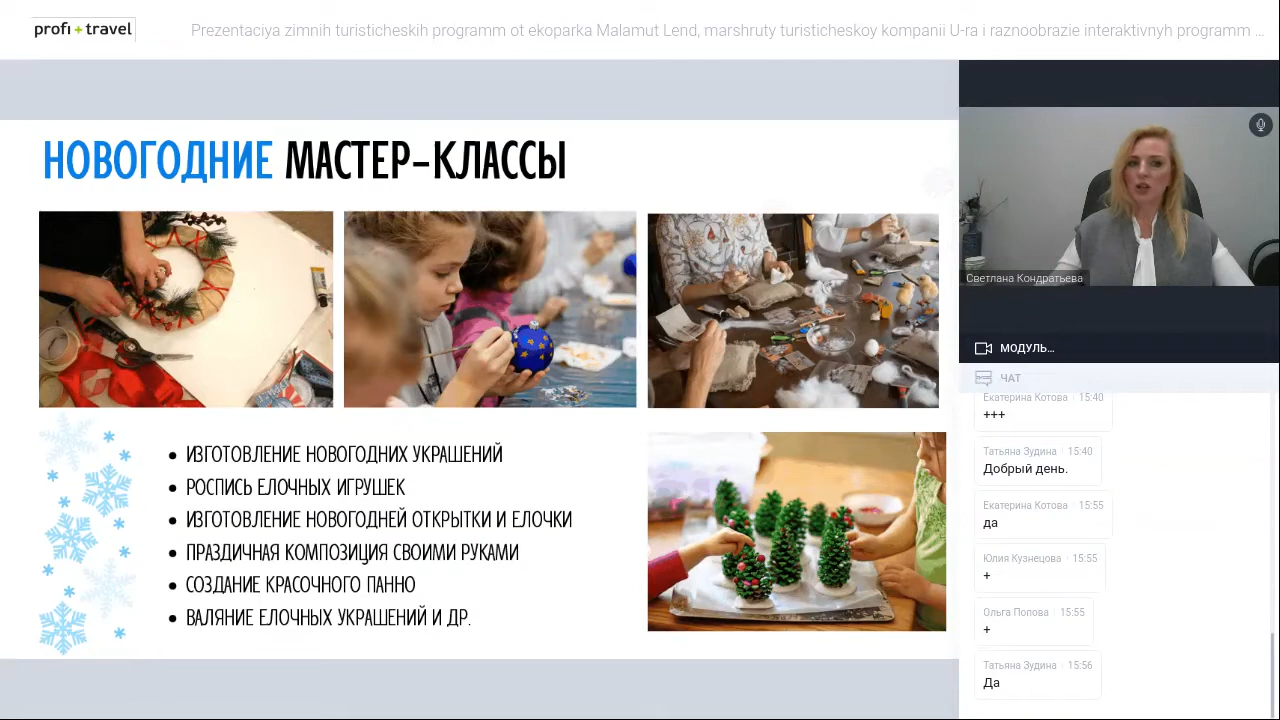 profi + travel
Prezentaciya zimnih turisticheskih programm ot ekoparka Malamut Lend, marshruty turisticheskoy kompanii U-ra i raznoobrazie interaktivnyh programm ...
НОВОГОДНИЕ МАСТЕР-КЛАССЫ
ИЗГОТОВЛЕНИЕ НОВОГОДНИХ УКРАШЕНИЙ
РОСПИСЬ ЕЛОЧНЫХ ИГРУШЕК
ИЗГОТОВЛЕНИЕ НОВОГОДНЕЙ ОТКРЫТКИ И ЕЛОЧКИ
ПРАЗДИЧНАЯ КОМПОЗИЦИЯ СВОИМИ РУКАМИ
СОЗДАНИЕ КРАСОЧНОГО ПАННО
ВАЛЯНИЕ ЕЛОЧНЫХ УКРАШЕНИЙ И ДР.
Светлана Кондратьева
МОДУЛЬ...
ЧАТ
Екатерина Котова 15:40
+++
Татьяна Зудина 15:40
Добрый день.
Екатерина Котова 15:55
да
Юлия Кузнецова 15:55
+
Ольга Попова 15:55
+
Татьяна Зудина 15:56
Да